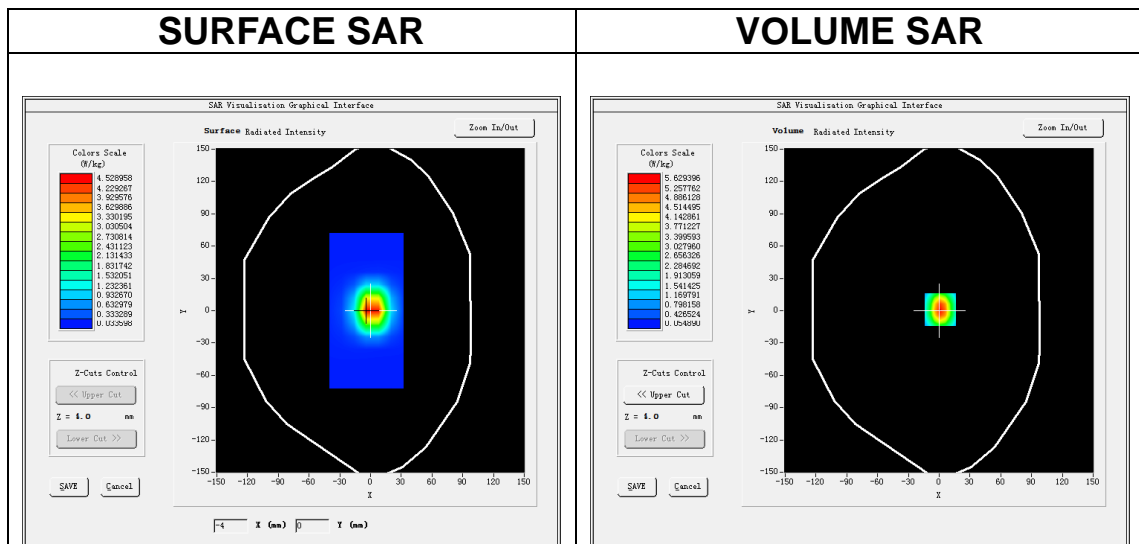 SURFACE SAR
VOLUME SAR
SAR Visualisation Graphical Interface
Surface Radiated Intensity
Zoom In/Out
Colors Scale
(W/kg)
4.528958
4.229267
3.929576
3.629886
3.330195
3.030504
2.730814
2.431123
2.131433
1.831742
1.532051
1.232361
0.932670
0.632979
0.333289
0.033598
150
120
90
60
30
0
-30
-60
-90
-120
-150
Y
-150 -120 -90 -60 -30 0 30 60 90 120 150
X
Z-Cuts Control
<< Upper Cut
Z = 4.0 mm
Lower Cut >>
SAVE Cancel
-4 X (mm) 0 Y (mm)
SAR Visualisation Graphical Interface
Volume Radiated Intensity
Zoom In/Out
Colors Scale
(W/kg)
5.629396
5.257762
4.886128
4.514495
4.142861
3.771227
3.399593
3.027960
2.656326
2.284692
1.913059
1.541425
1.169791
0.798158
0.426524
0.054890
150
120
90
60
30
0
-30
-60
-90
-120
-150
Y
-150 -120 -90 -60 -30 0 30 60 90 120 150
X
Z-Cuts Control
<< Upper Cut
Z = 4.0 mm
Lower Cut >>
SAVE Cancel